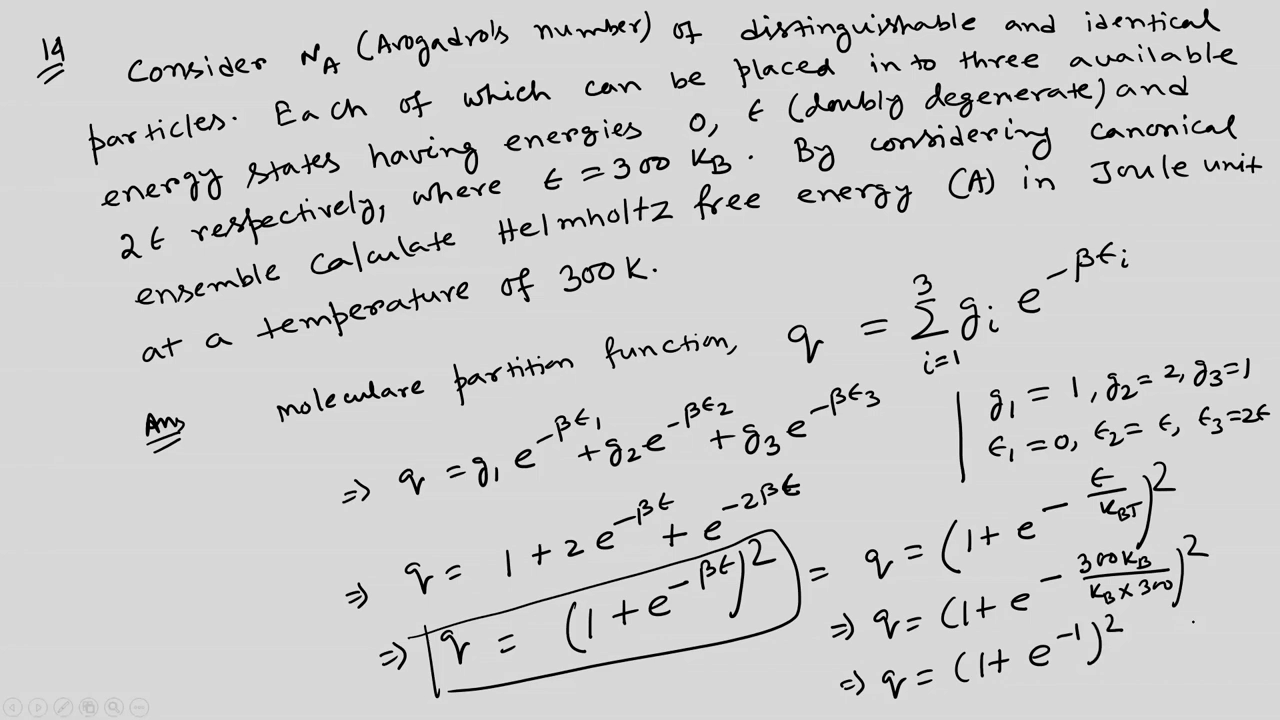 14
Consider NA (Avogadro's number) of distinguishable and identical
particles. Each of which can be placed in to three available
energy states having energies 0, ϵ (doubly degenerate) and
2ϵ respectively, where ϵ = 300 KB. By considering canonical
ensemble calculate Helmholtz free energy (A) in Joule unit
at a temperature of 300 K.
Ans moleculare partition function, q = Σ_{i=1}^{3} g_i e^{-βϵ_i}
=> q = g_1 e^{-βϵ_1} + g_2 e^{-βϵ_2} + g_3 e^{-βϵ_3}
g_1 = 1, g_2 = 2, g_3 = 1
ϵ_1 = 0, ϵ_2 = ϵ, ϵ_3 = 2ϵ
=> q = 1 + 2e^{-βϵ} + e^{-2βϵ}
=> q = (1 + e^{-βϵ})^2 = q = (1 + e^{-ϵ/K_BT})^2
=> q = (1 + e^{-300K_B/K_B×300})^2
=> q = (1 + e^{-1})^2